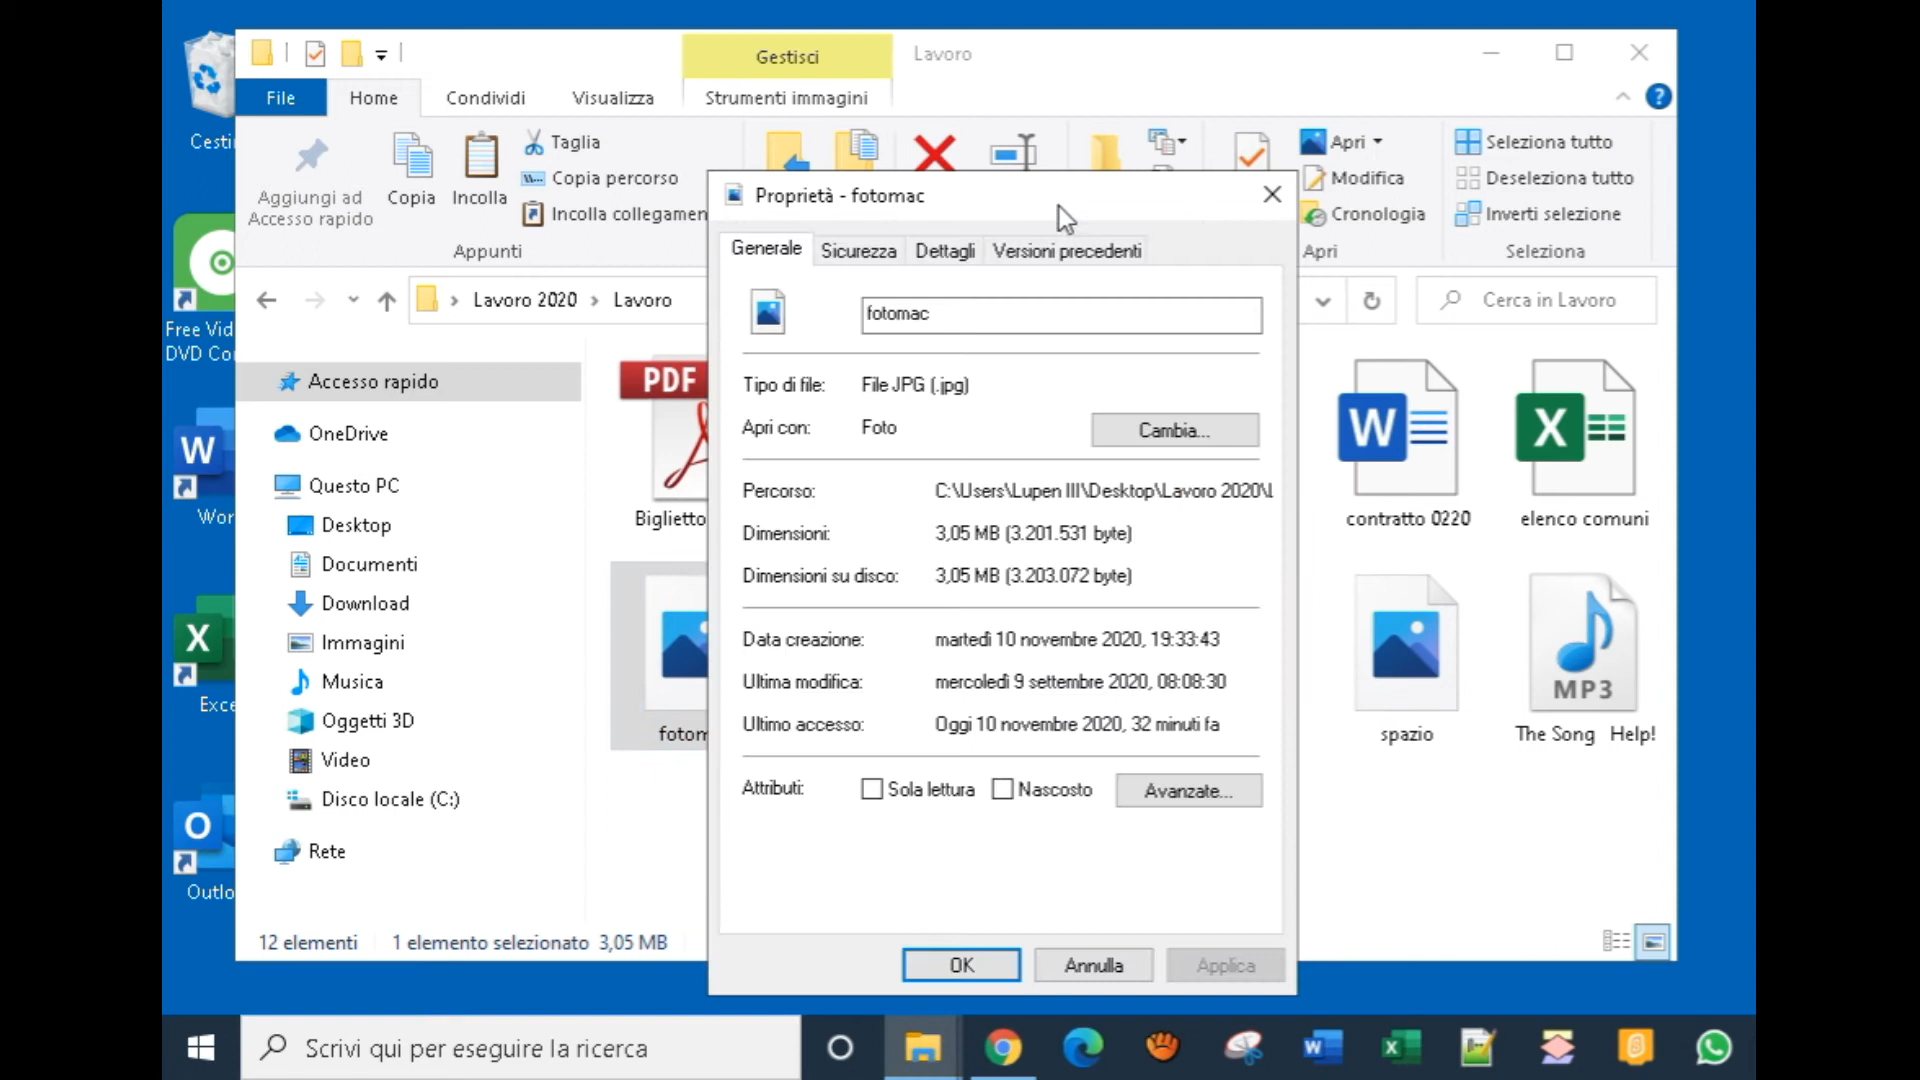 Cesti
Free Vid
DVD Co
W
Wor
X
Exce
O
Outlo
Gestisci
Lavoro
File
Home
Condividi
Visualizza
Strumenti immagini
Aggiungi ad
Accesso rapido
Copia
Incolla
Taglia
Copia percorso
Incolla collegamen
Appunti
Apri
Modifica
Cronologia
Apri
Seleziona tutto
Deseleziona tutto
Inverti selezione
Seleziona
Lavoro 2020 > Lavoro
Cerca in Lavoro
Accesso rapido
OneDrive
Questo PC
Desktop
Documenti
Download
Immagini
Musica
Oggetti 3D
Video
Disco locale (C:)
Rete
PDF
Biglietto
fotom
W
contratto 0220
X
elenco comuni
spazio
MP3
The Song Help!
12 elementi
1 elemento selezionato 3,05 MB
Proprietà - fotomac
Generale
Sicurezza
Dettagli
Versioni precedenti
fotomac
Tipo di file: File JPG (.jpg)
Apri con: Foto
Cambia...
Percorso: C:\Users\Lupen III\Desktop\Lavoro 2020\L
Dimensioni: 3,05 MB (3.201.531 byte)
Dimensioni su disco: 3,05 MB (3.203.072 byte)
Data creazione: martedì 10 novembre 2020, 19:33:43
Ultima modifica: mercoledì 9 settembre 2020, 08:08:30
Ultimo accesso: Oggi 10 novembre 2020, 32 minuti fa
Attributi: Sola lettura Nascosto
Avanzate...
OK
Annulla
Applica
Scrivi qui per eseguire la ricerca